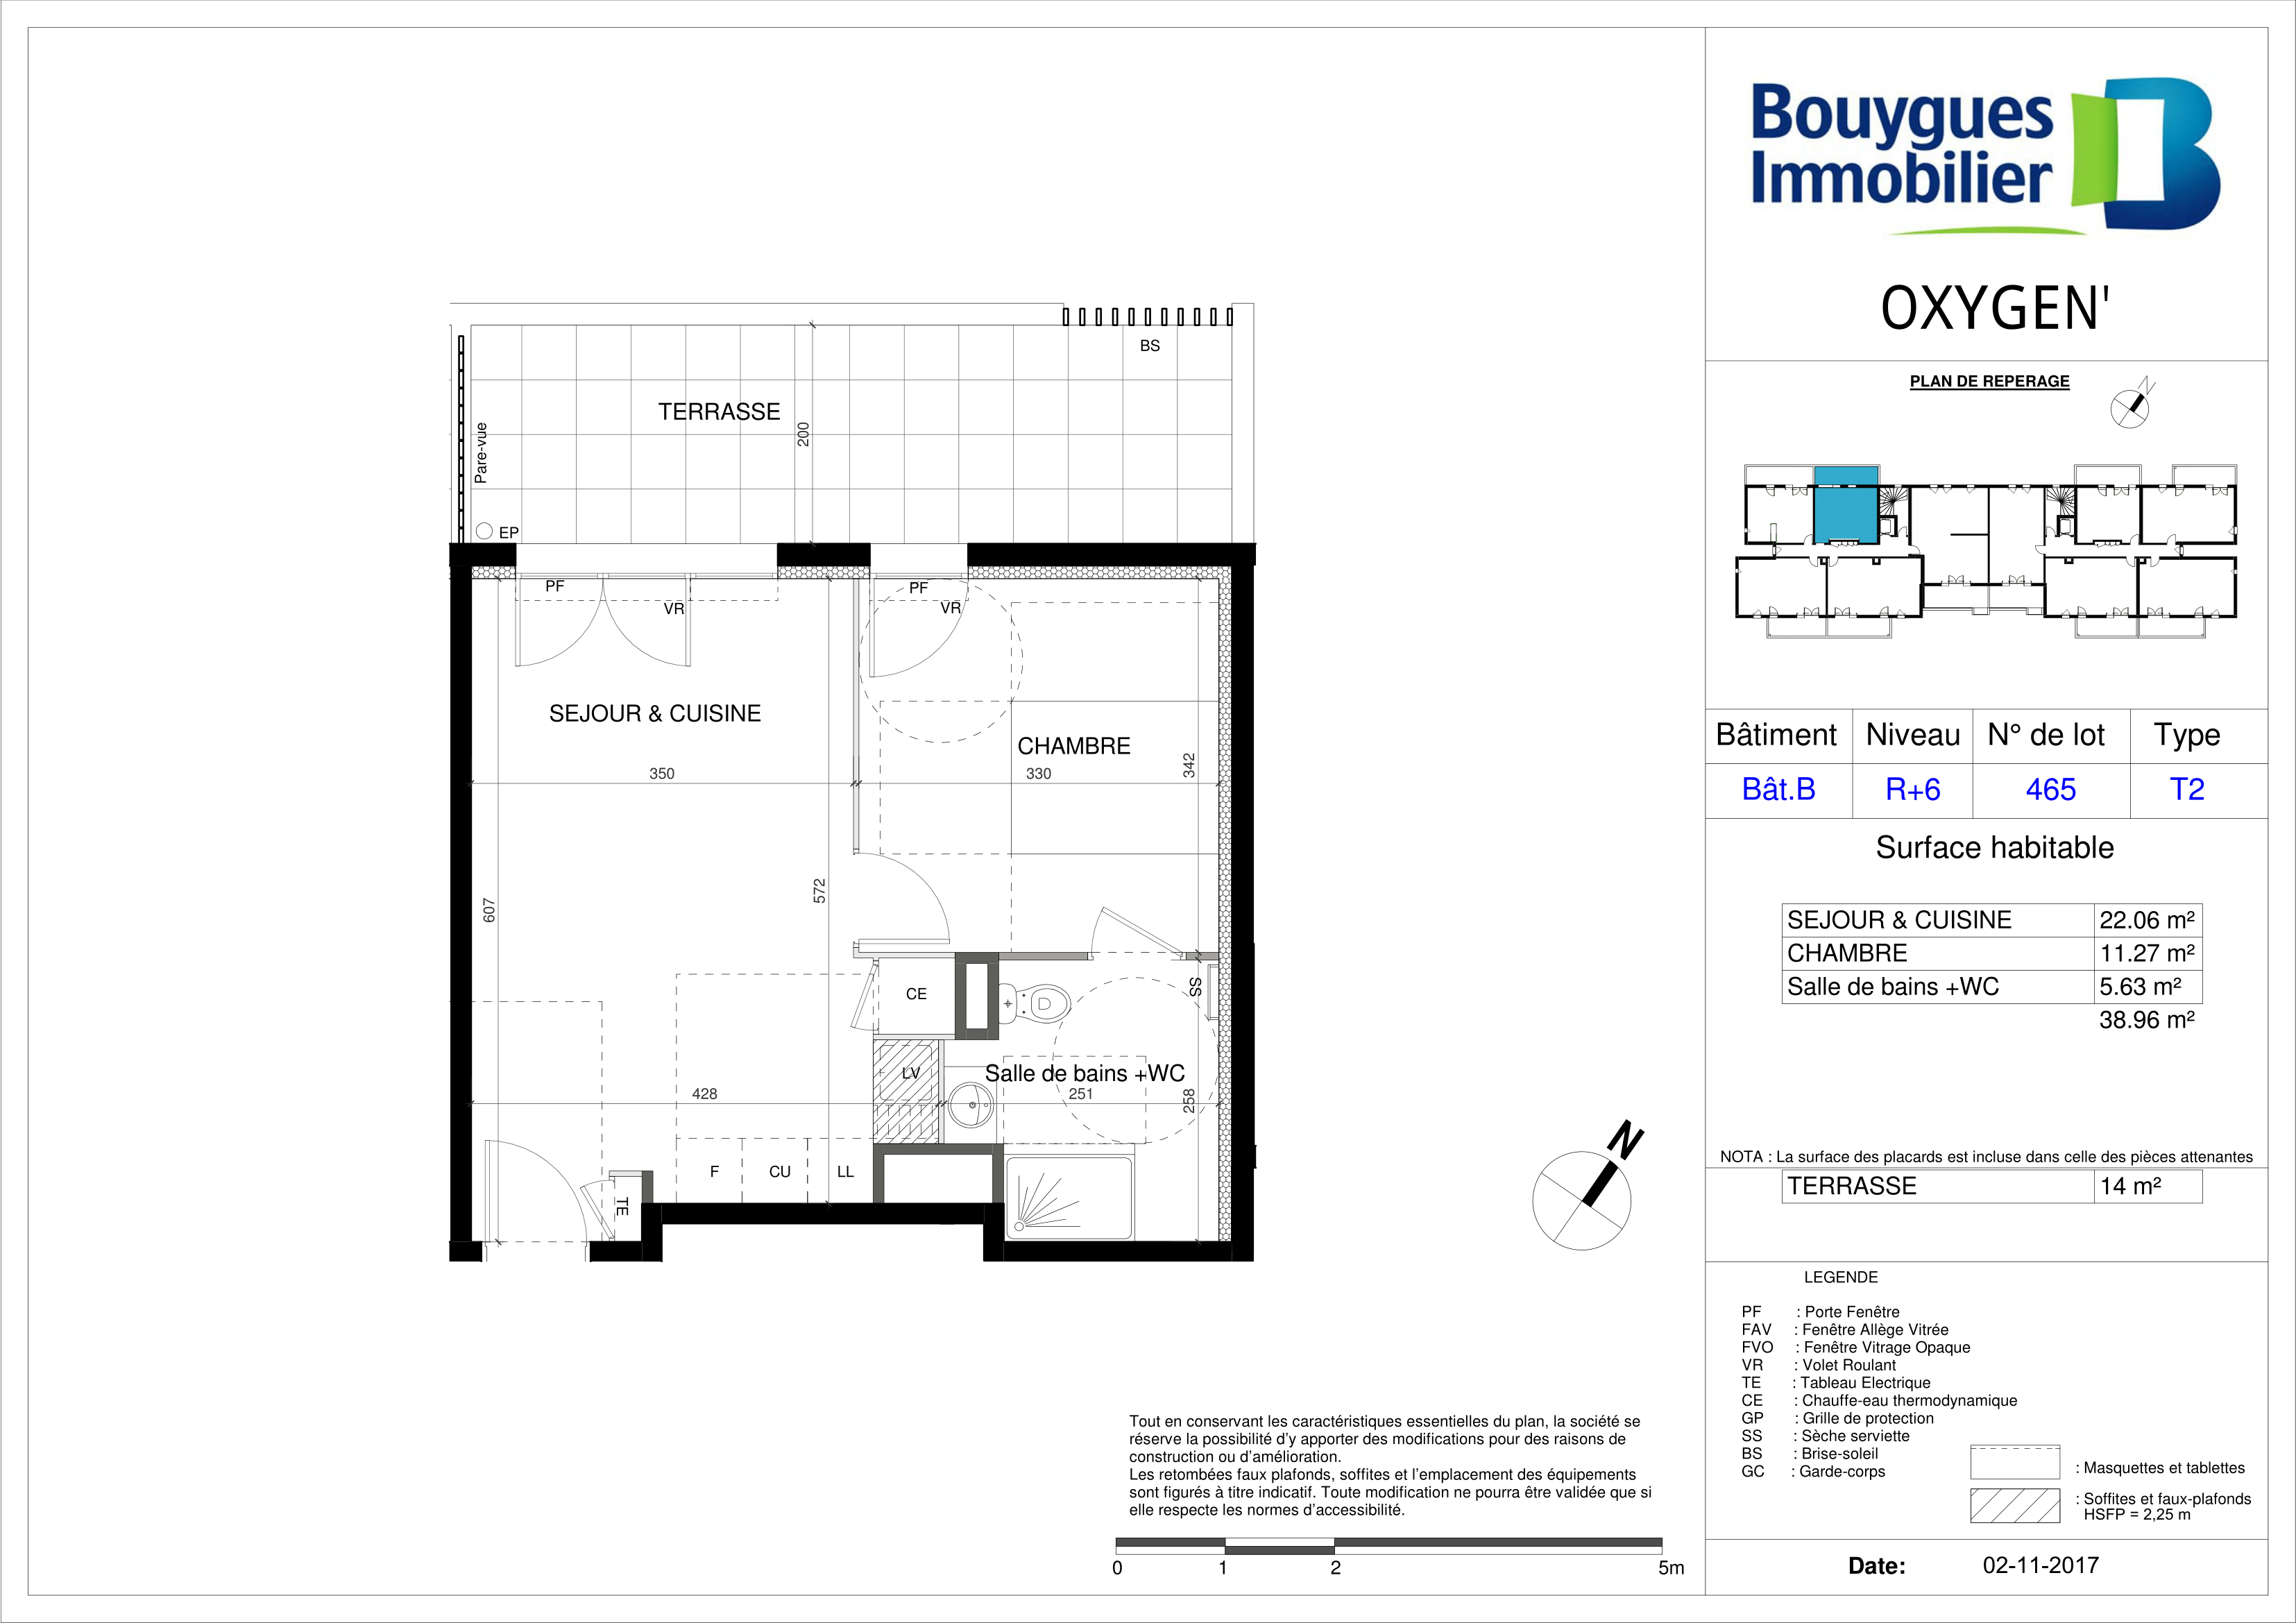 BS
TERRASSE
200
Pare-vue
EP
PF
VR
PF
VR
SEJOUR & CUISINE
CHAMBRE
350
330
342
607
572
CE
SS
LV
Salle de bains +WC
428
251
258
F
CU
LL
TE
N
Tout en conservant les caractéristiques essentielles du plan, la société se
réserve la possibilité d'y apporter des modifications pour des raisons de
construction ou d'amélioration.
Les retombées faux plafonds, soffites et l'emplacement des équipements
sont figurés à titre indicatif. Toute modification ne pourra être validée que si
elle respecte les normes d'accessibilité.
0 1 2 5m
Bouygues
Immobilier
OXYGEN'
PLAN DE REPERAGE
N
Bâtiment Niveau N° de lot Type
Bât.B R+6 465 T2
Surface habitable
SEJOUR & CUISINE 22.06 m²
CHAMBRE 11.27 m²
Salle de bains +WC 5.63 m²
38.96 m²
NOTA : La surface des placards est incluse dans celle des pièces attenantes
TERRASSE 14 m²
LEGENDE
PF : Porte Fenêtre
FAV : Fenêtre Allège Vitrée
FVO : Fenêtre Vitrage Opaque
VR : Volet Roulant
TE : Tableau Electrique
CE : Chauffe-eau thermodynamique
GP : Grille de protection
SS : Sèche serviette
BS : Brise-soleil
GC : Garde-corps
: Masquettes et tablettes
: Soffites et faux-plafonds
HSFP = 2,25 m
Date: 02-11-2017